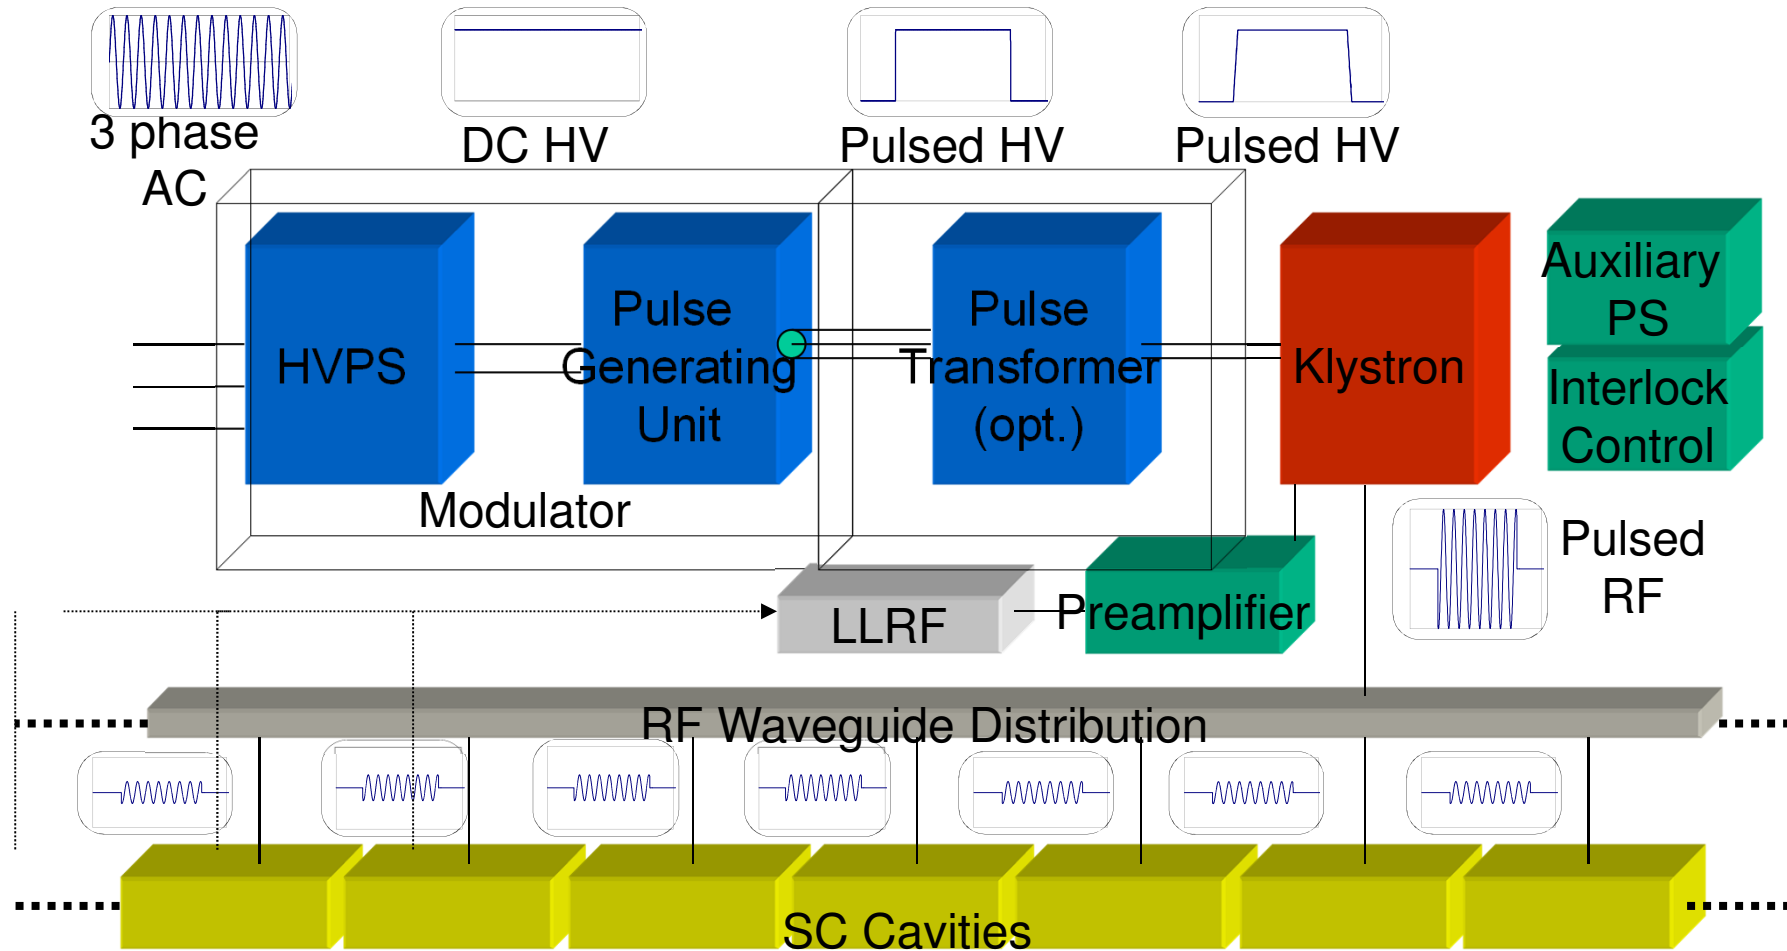 3 phase
AC
DC HV
Pulsed HV
Pulsed HV
HVPS
Pulse
Generating
Unit
Pulse
Transformer
(opt.)
Klystron
Auxiliary
PS
Interlock
Control
Modulator
Pulsed
RF
LLRF
Preamplifier
RF Waveguide Distribution
SC Cavities